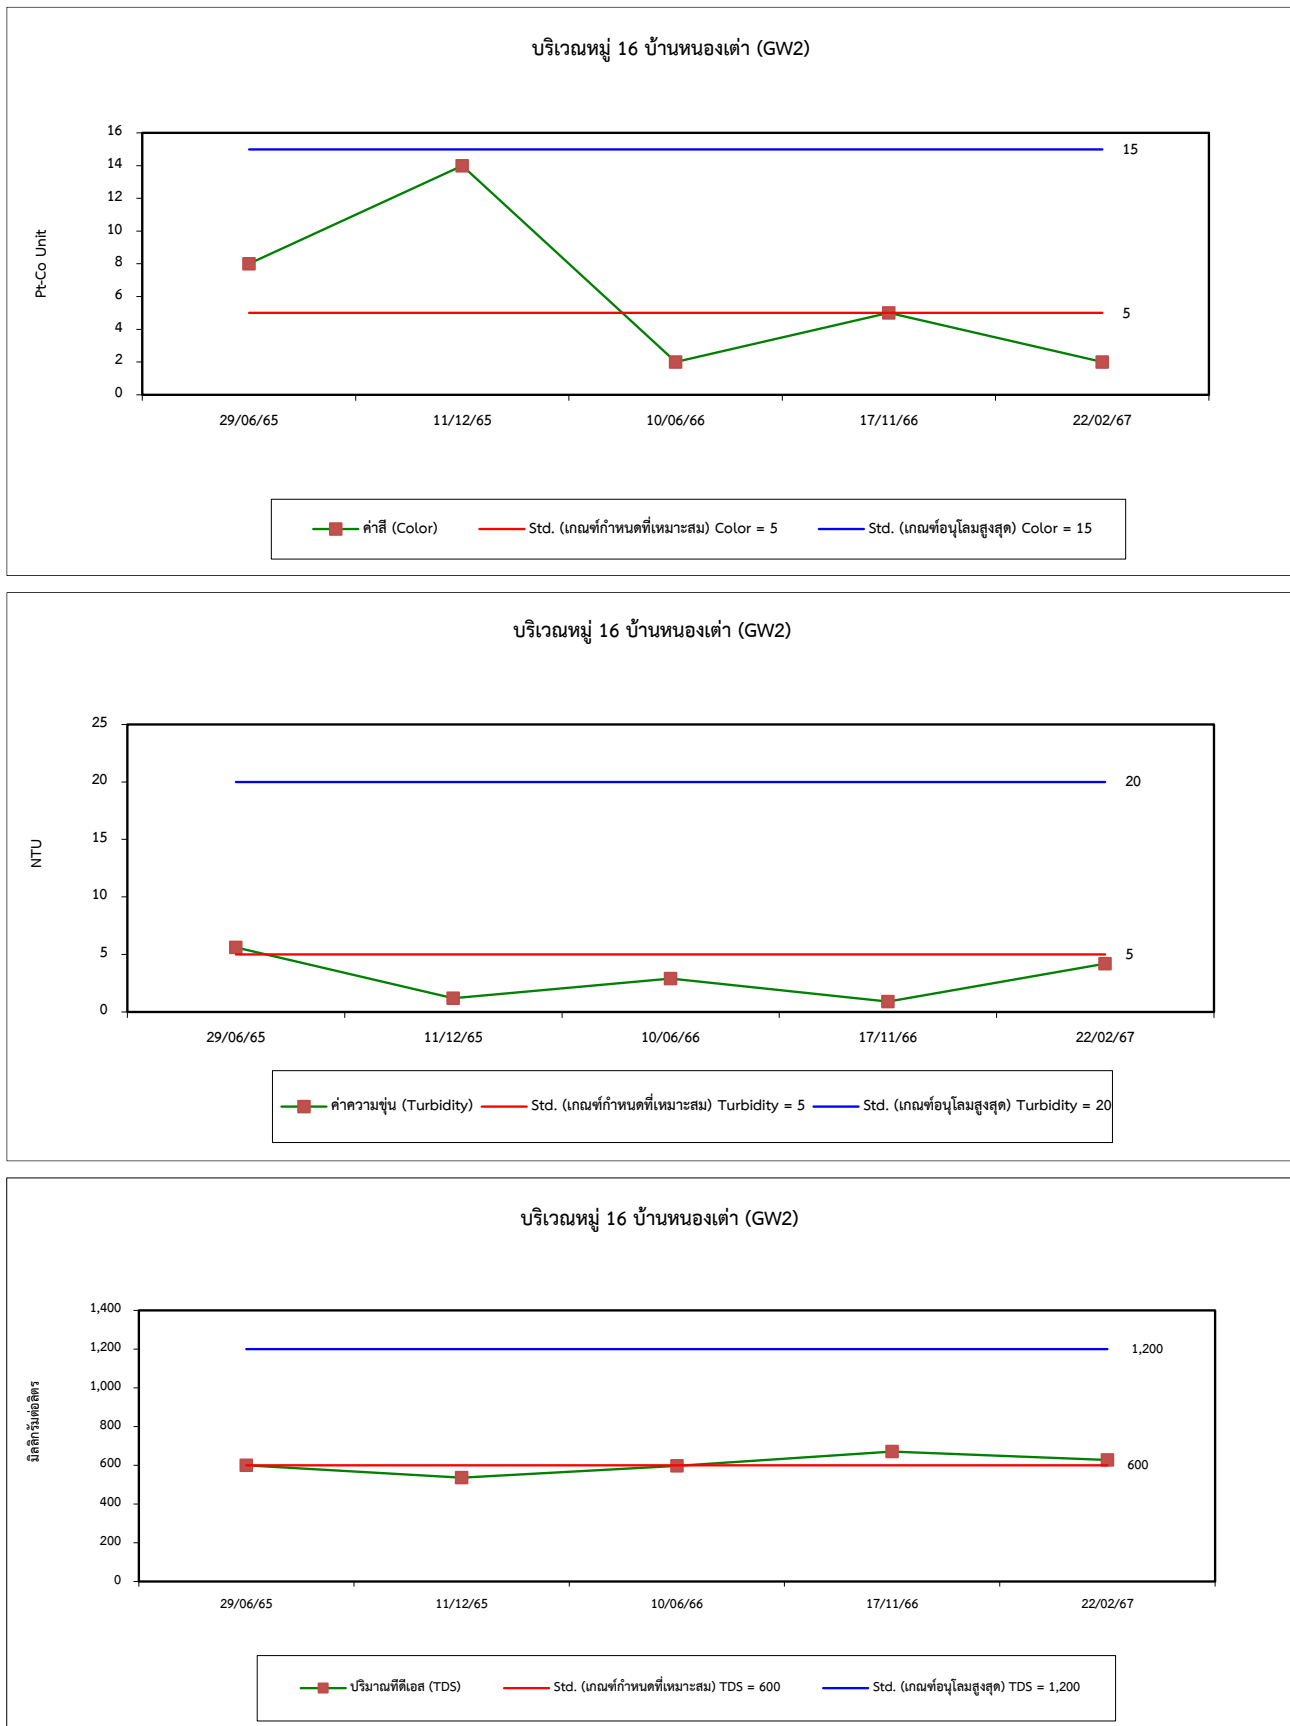 บริเวณหมู่ 16 บ้านหนองเต่า (GW2)
Pt-Co Unit
16
14
12
10
8
6
4
2
0
15
5
29/06/65 11/12/65 10/06/66 17/11/66 22/02/67
ค่าสี (Color) Std. (เกณฑ์กำหนดที่เหมาะสม) Color = 5 Std. (เกณฑ์อนุโลมสูงสุด) Color = 15
บริเวณหมู่ 16 บ้านหนองเต่า (GW2)
NTU
25
20
15
10
5
0
20
5
29/06/65 11/12/65 10/06/66 17/11/66 22/02/67
ค่าความขุ่น (Turbidity) Std. (เกณฑ์กำหนดที่เหมาะสม) Turbidity = 5 Std. (เกณฑ์อนุโลมสูงสุด) Turbidity = 20
บริเวณหมู่ 16 บ้านหนองเต่า (GW2)
มิลลิกรัมต่อลิตร
1,400
1,200
1,000
800
600
400
200
0
1,200
600
29/06/65 11/12/65 10/06/66 17/11/66 22/02/67
ปริมาณทีดีเอส (TDS) Std. (เกณฑ์กำหนดที่เหมาะสม) TDS = 600 Std. (เกณฑ์อนุโลมสูงสุด) TDS = 1,200